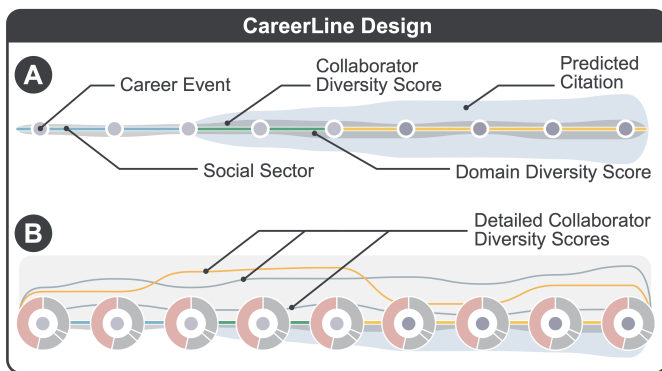 CareerLine Design
A
Career Event
Collaborator
Diversity Score
Predicted
Citation
Social Sector
Domain Diversity Score
B
Detailed Collaborator
Diversity Scores